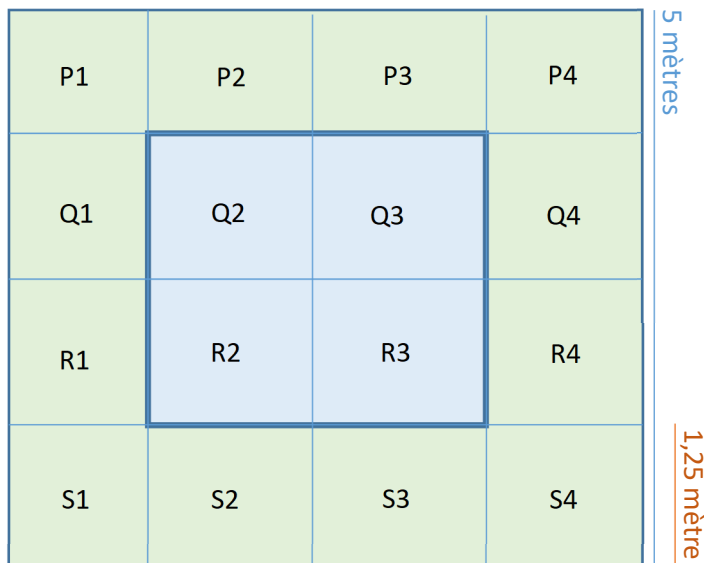 P1 P2 P3 P4
Q1 Q2 Q3 Q4
R1 R2 R3 R4
S1 S2 S3 S4
5 mètres
1,25 mètre